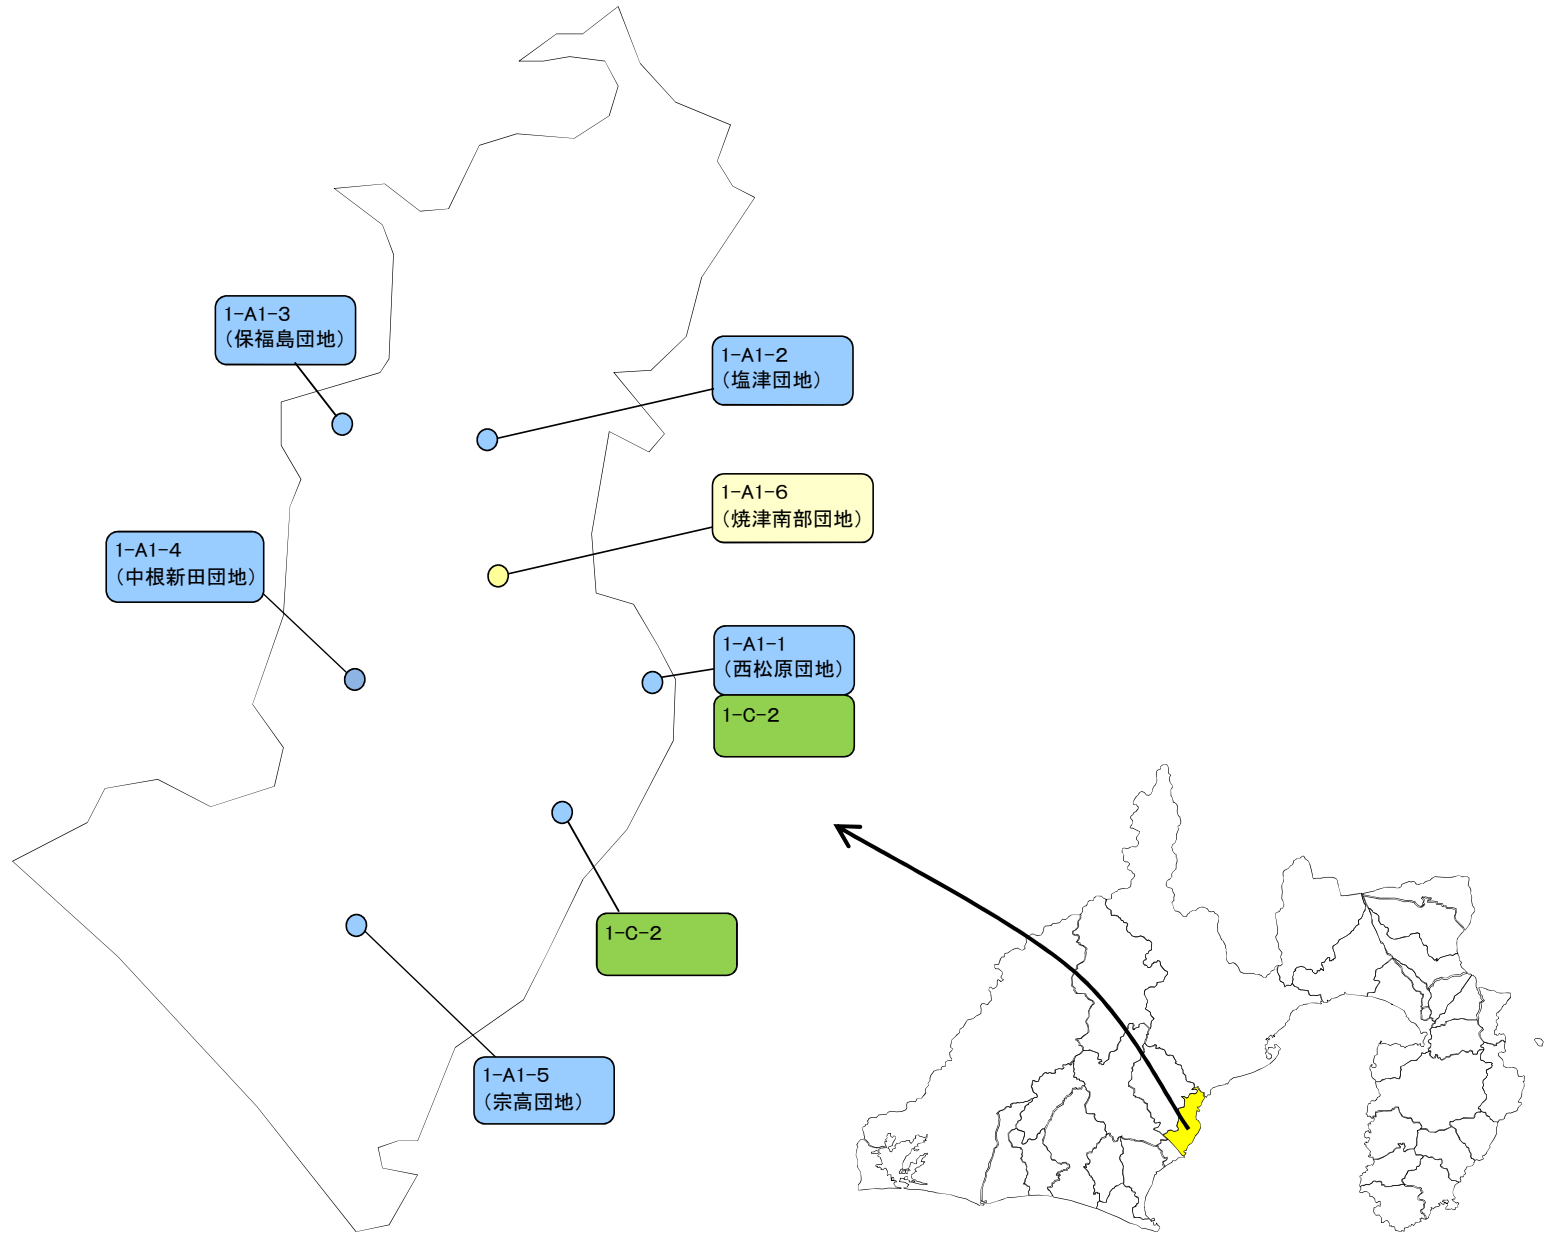 1-A1-3
（保福島団地）
1-A1-2
（塩津団地）
1-A1-6
（焼津南部団地）
1-A1-4
（中根新田団地）
1-A1-1
（西松原団地）
1-C-2
1-C-2
1-A1-5
（宗高団地）